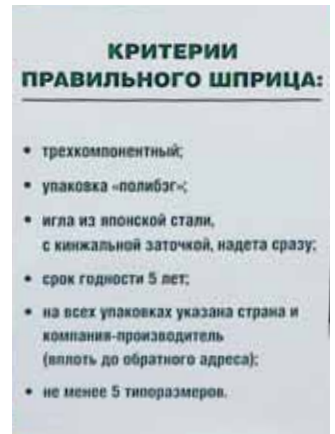 КРИТЕРИИ
ПРАВИЛЬНОГО ШПРИЦА:
• трехкомпонентный;
• упаковка «полибэг»;
• игла из японской стали,
с кинжальной заточкой, надета сразу;
• срок годности 5 лет;
• на всех упаковках указана страна и
компания-производитель
(вплоть до обратного адреса);
• не менее 5 типоразмеров.